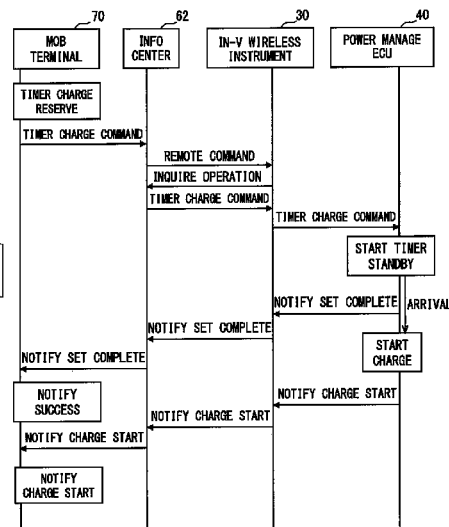 70
62
30
40
MOB
TERMINAL
INFO
CENTER
IN-V WIRELESS
INSTRUMENT
POWER MANAGE
ECU
TIMER CHARGE
RESERVE
TIMER CHARGE COMMAND
REMOTE COMMAND
INQUIRE OPERATION
TIMER CHARGE COMMAND
TIMER CHARGE COMMAND
START TIMER
STANDBY
NOTIFY SET COMPLETE
ARRIVAL
NOTIFY SET COMPLETE
START
CHARGE
NOTIFY SET COMPLETE
NOTIFY
SUCCESS
NOTIFY CHARGE START
NOTIFY CHARGE START
NOTIFY CHARGE START
NOTIFY
CHARGE START